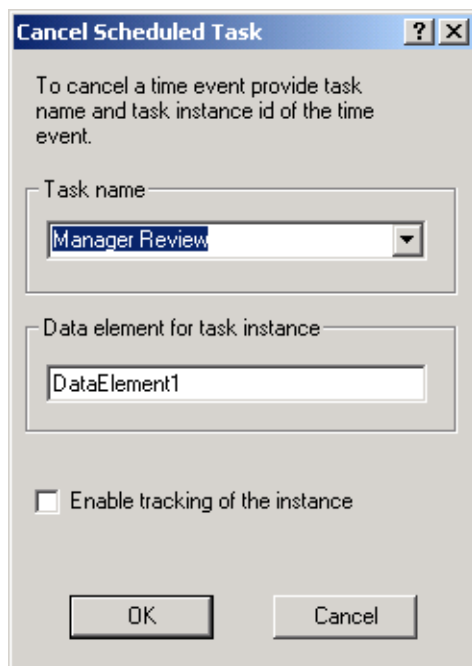 Cancel Scheduled Task
?
To cancel a time event provide task
name and task instance id of the time
event.
Task name
Manager Review
Data element for task instance
DataElement1
Enable tracking of the instance
OK Cancel